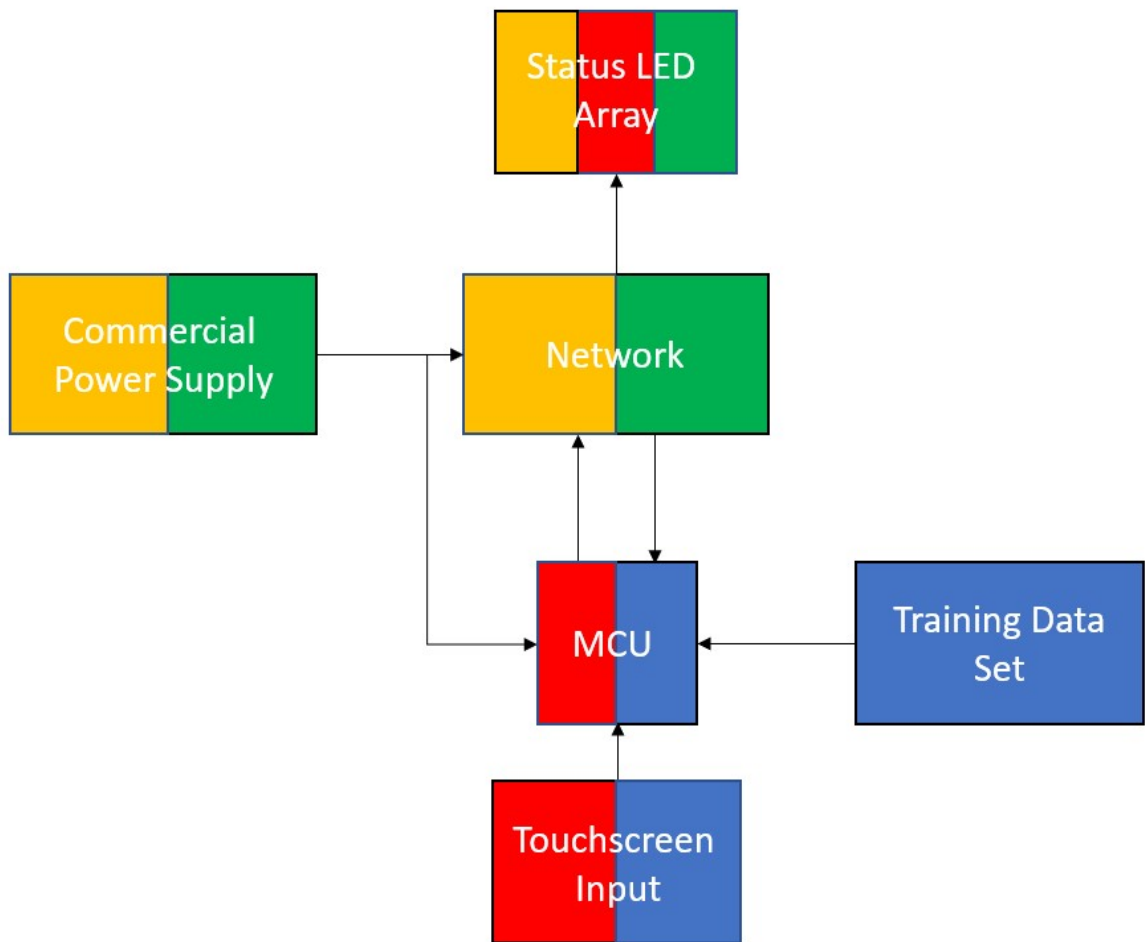 Status LED
Array
Commercial
Power Supply
Network
MCU
Training Data
Set
Touchscreen
Input